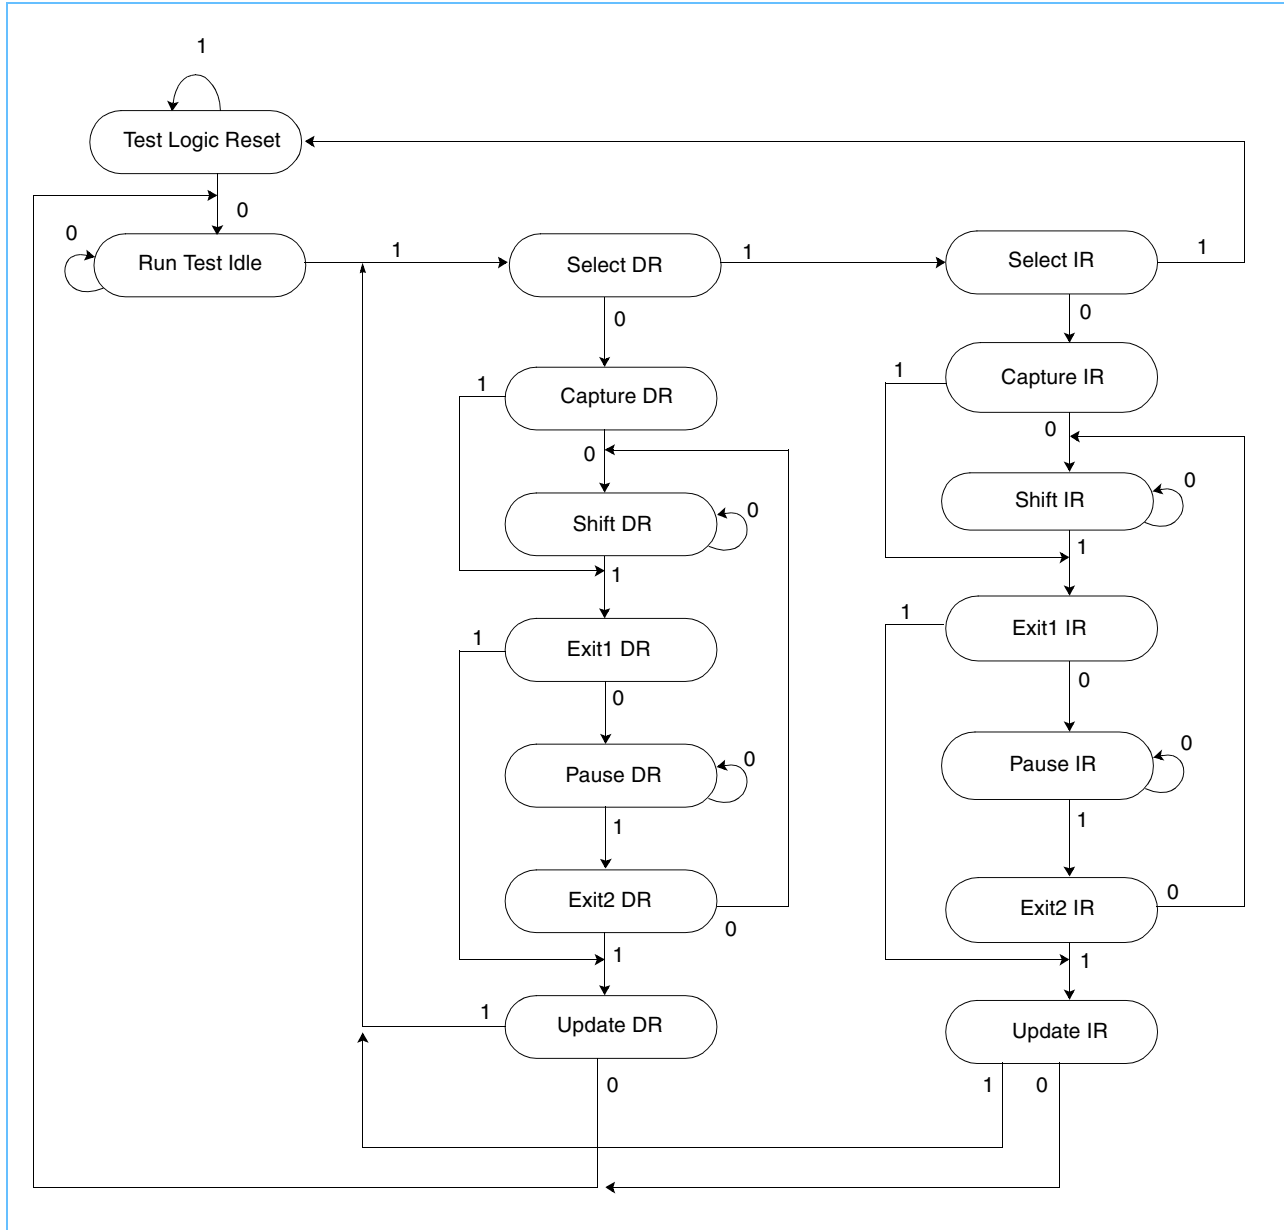 1
Test Logic Reset
0
0
Run Test Idle
1
Select DR
1
Select IR
1
0
0
1
Capture DR
1
Capture IR
0
0
Shift DR
0
Shift IR
0
1
1
1
Exit1 DR
1
Exit1 IR
0
0
Pause DR
0
Pause IR
0
1
1
Exit2 DR
0
Exit2 IR
0
1
1
1
Update DR
Update IR
0
1
0